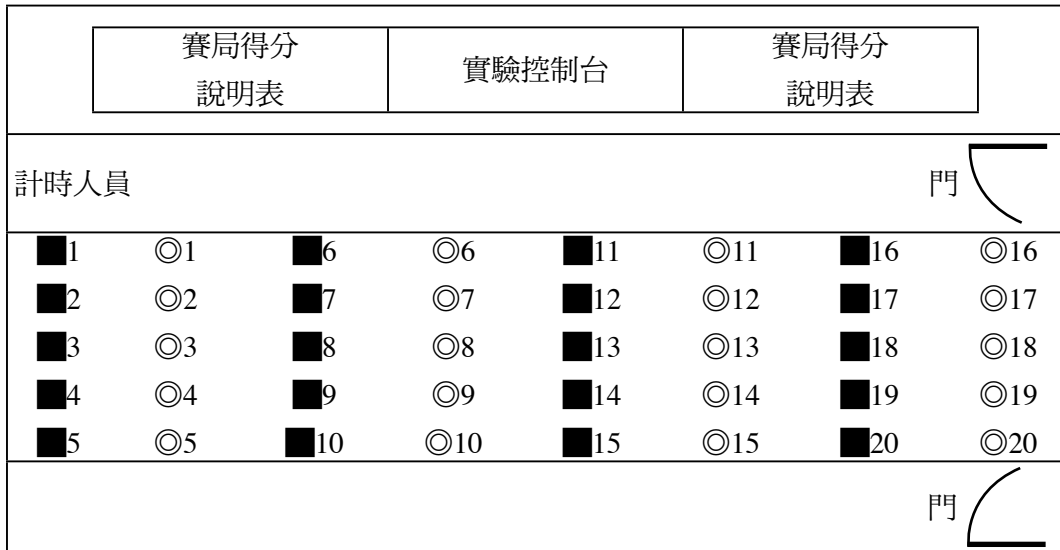 賽局得分
說明表
實驗控制台
賽局得分
說明表
計時人員
門
■1 ◎1 ■6 ◎6 ■11 ◎11 ■16 ◎16
■2 ◎2 ■7 ◎7 ■12 ◎12 ■17 ◎17
■3 ◎3 ■8 ◎8 ■13 ◎13 ■18 ◎18
■4 ◎4 ■9 ◎9 ■14 ◎14 ■19 ◎19
■5 ◎5 ■10 ◎10 ■15 ◎15 ■20 ◎20
門